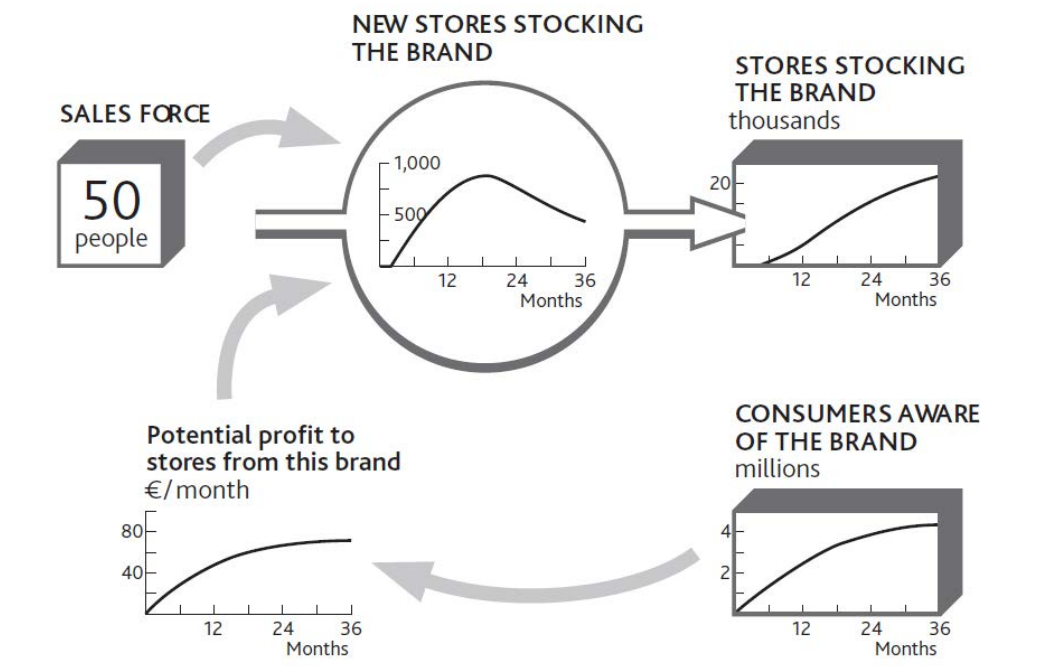 NEW STORES STOCKING
THE BRAND
STORES STOCKING
THE BRAND
thousands
SALES FORCE
50
people
1,000
500
12 24 36
Months
20
12 24 36
Months
Potential profit to
stores from this brand
€/month
80
40
12 24 36
Months
CONSUMERS AWARE
OF THE BRAND
millions
4
2
12 24 36
Months